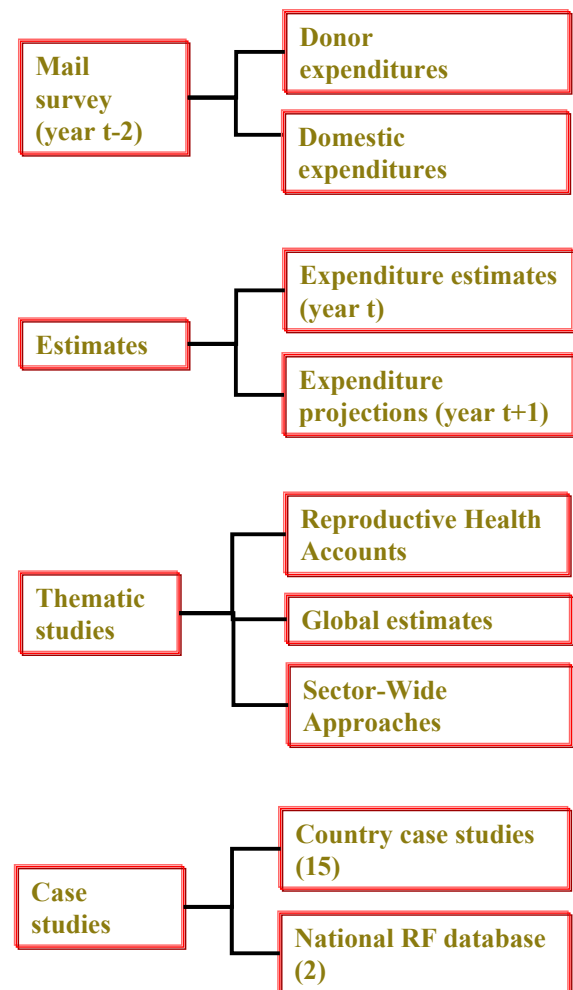 Mail
survey
(year t-2)
Donor
expenditures
Domestic
expenditures
Estimates
Expenditure estimates
(year t)
Expenditure
projections (year t+1)
Thematic
studies
Reproductive Health
Accounts
Global estimates
Sector-Wide
Approaches
Case
studies
Country case studies
(15)
National RF database
(2)